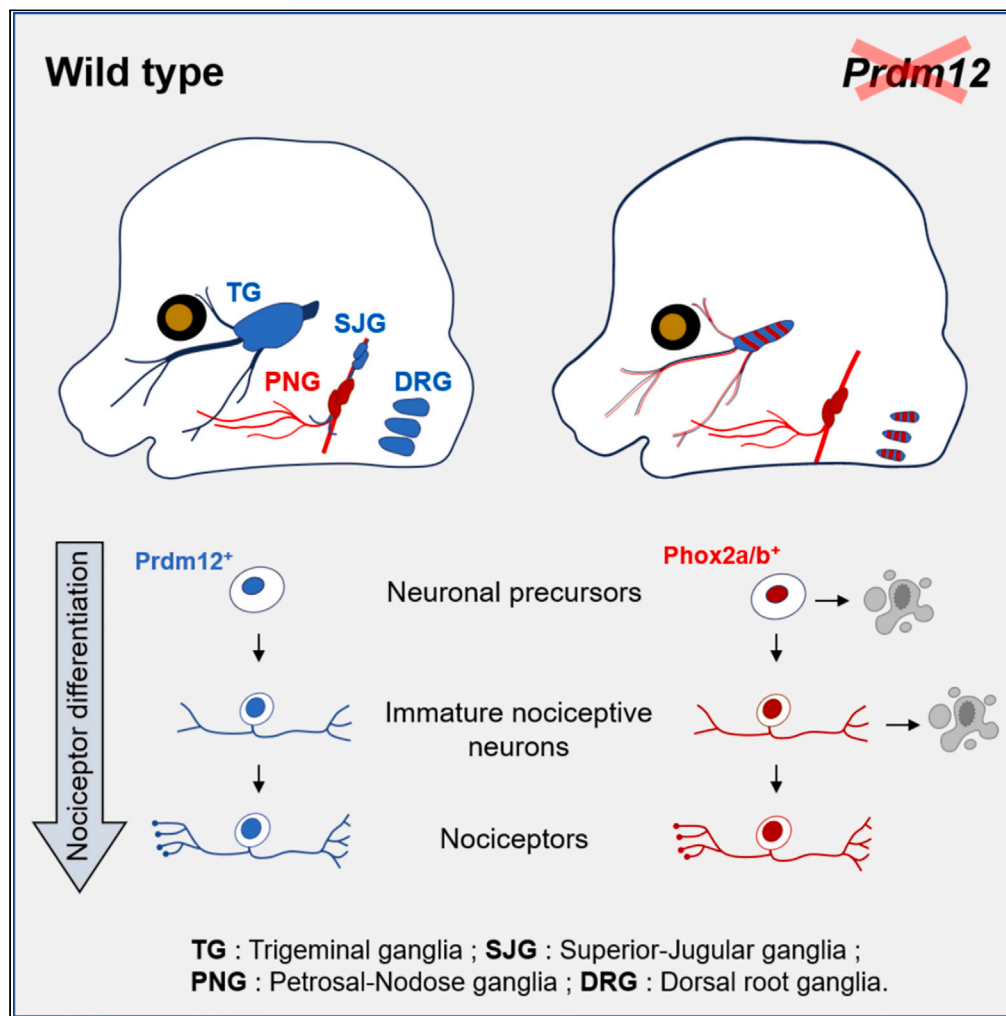 Wild type
Prdm12
TG
SJG
PNG
DRG
Nociceptor differentiation
Prdm12⁺
Phox2a/b⁺
Neuronal precursors
Immature nociceptive
neurons
Nociceptors
TG : Trigeminal ganglia ; SJG : Superior-Jugular ganglia ;
PNG : Petrosal-Nodose ganglia ; DRG : Dorsal root ganglia.